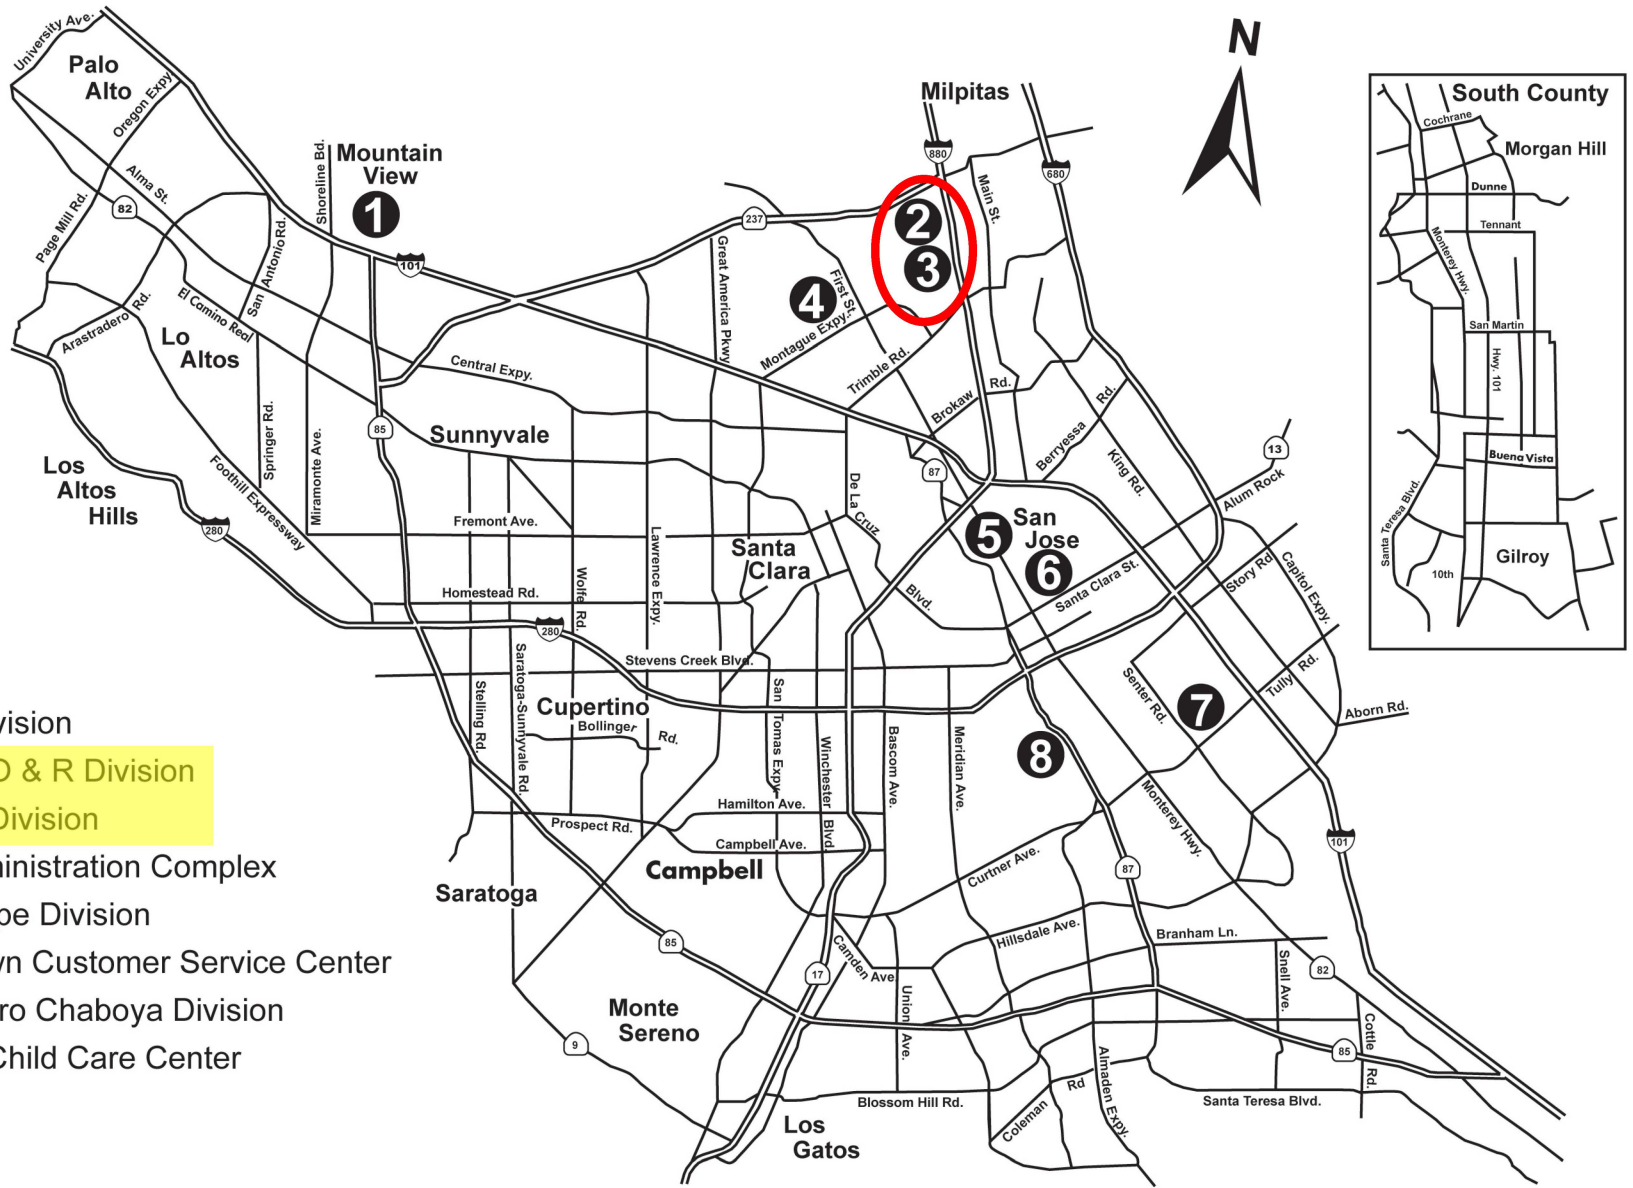 University Ave.
Palo
Alto
Oregon Expy.
Alma St.
82
Page Mill Rd.
San Antonio Rd.
Shoreline Bd.
Mountain
View
1
101
Arastradero Rd.
El Camino Real
Lo
Altos
Springer Rd.
Miramonte Ave.
Los
Altos
Hills
Foothill Expressway
280
Central Expy.
85
Sunnyvale
Fremont Ave.
Homestead Rd.
280
Wolfe Rd.
Lawrence Expy.
Great America Pkwy
237
Milpitas
880
680
Main St.
2
3
4
First St.
Montague Expy.
Trimble Rd.
Brokaw Rd.
Berryessa Rd.
King Rd.
87
13
Alum Rock
De La Cruz Blvd.
Santa
Clara
5
San
Jose
6
Santa Clara St.
Story Rd
Capitol Expy.
Tully Rd.
Senter Rd.
7
Aborn Rd.
8
Monterey Hwy.
Stevens Creek Blvd.
Stelling Rd.
Saratoga-Sunnyvale Rd.
Cupertino
Bollinger Rd.
San Tomas Expy.
Winchester Blvd.
Bascom Ave.
Meridian Ave.
Hamilton Ave.
Prospect Rd.
Campbell Ave.
Campbell
Saratoga
Curtner Ave.
87
101
Hillsdale Ave.
Branham Ln.
Snell Ave.
82
85
17
Camden Ave.
Union Ave.
Monte
Sereno
9
Cottle Rd.
85
Almaden Expy.
Blossom Hill Rd.
Coleman Rd
Santa Teresa Blvd.
Los
Gatos
N
South County
Cochrane
Morgan Hill
Dunne
Tennant
Monterey Hwy.
San Martin
Hwy. 101
Buena Vista
Santa Teresa Blvd.
Gilroy
10th
vision
& R Division
Division
ministration Complex
pe Division
wn Customer Service Center
ro Chaboya Division
Child Care Center